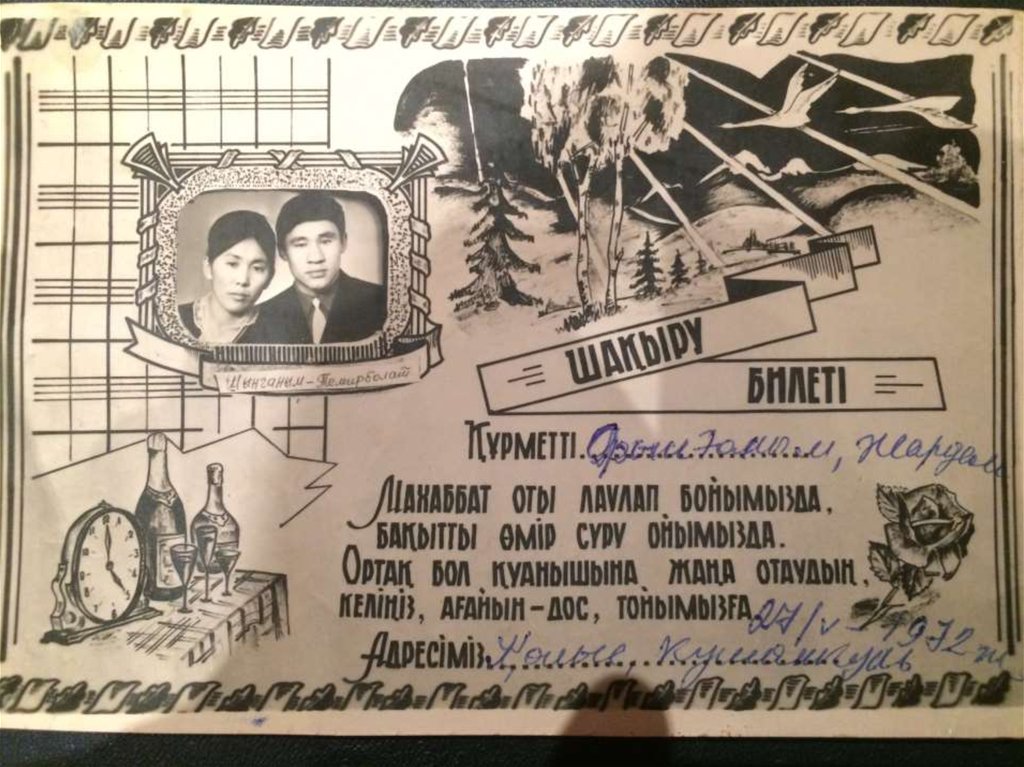 Цынганым-Темирболат
ШАҚЫРУ
БИЛЕТІ
ҚҰРМЕТТІ
МАХАББАТ ОТЫ ЛАУЛАП БОЙЫМЫЗДА,
БАҚЫТТЫ ӨМІР СҮРУ ОЙЫМЫЗДА.
ОРТАҚ БОЛ ҚУАНЫШЫНА ЖАҢА ОТАУДЫҢ,
КЕЛІҢІЗ, АҒАЙЫН-ДОС, ТОЙЫМЫЗҒА 27/V-1972 ж
АДРЕСІМІЗ